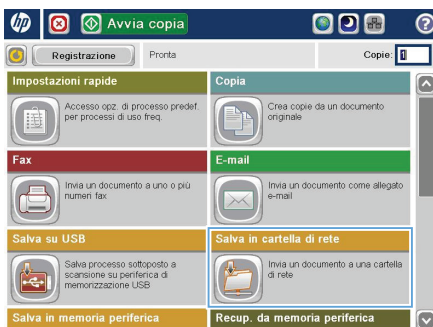 hp
Avvia copia
?
Registrazione
Pronta
Copie: 1
Impostazioni rapide
Accesso opz. di processo predef.
per processi di uso freq.
Copia
Crea copie da un documento
originale
Fax
Invia un documento a uno o più
numeri fax
E-mail
Invia un documento come allegato
e-mail
Salva su USB
Salva processo sottoposto a
scansione su periferica di
memorizzazione USB
Salva in cartella di rete
Invia un documento a una cartella
di rete
Salva in memoria periferica
Recup. da memoria periferica